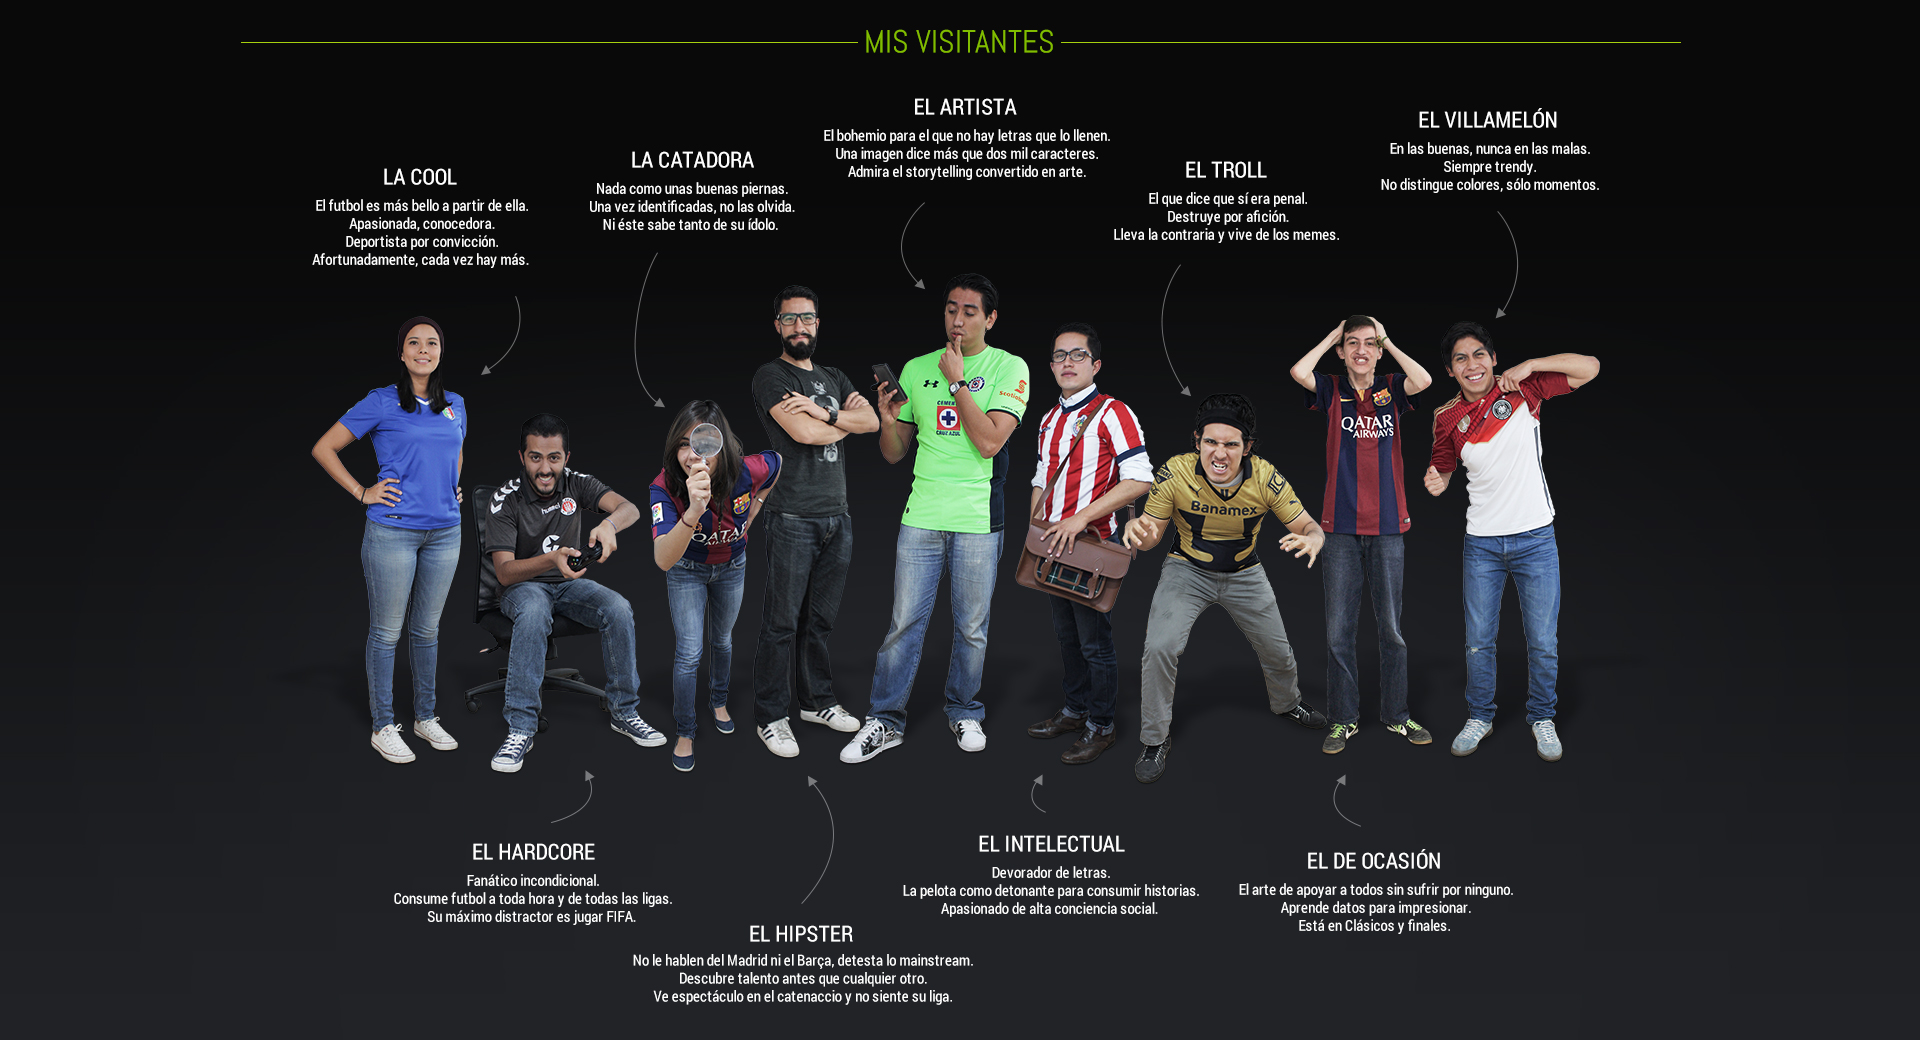 MIS VISITANTES
LA COOL
El futbol es más bello a partir de ella.
Apasionada, conocedora.
Deportista por convicción.
Afortunadamente, cada vez hay más.
LA CATADORA
Nada como unas buenas piernas.
Una vez identificadas, no las olvida.
Ni éste sabe tanto de su ídolo.
EL ARTISTA
El bohemio para el que no hay letras que lo llenen.
Una imagen dice más que dos mil caracteres.
Admira el storytelling convertido en arte.
EL TROLL
El que dice que sí era penal.
Destruye por afición.
Lleva la contraria y vive de los memes.
EL VILLAMELÓN
En las buenas, nunca en las malas.
Siempre trendy.
No distingue colores, sólo momentos.
hummel
QATAR
CEMEN
CRUZ AZUL
Scotiaban
Banamex
QATAR
AIRWAYS
EL HARDCORE
Fanático incondicional.
Consume futbol a toda hora y de todas las ligas.
Su máximo distractor es jugar FIFA.
EL HIPSTER
No le hablen del Madrid ni el Barça, detesta lo mainstream.
Descubre talento antes que cualquier otro.
Ve espectáculo en el catenaccio y no siente su liga.
EL INTELECTUAL
Devorador de letras.
La pelota como detonante para consumir historias.
Apasionado de alta conciencia social.
EL DE OCASIÓN
El arte de apoyar a todos sin sufrir por ninguno.
Aprende datos para impresionar.
Está en Clásicos y finales.